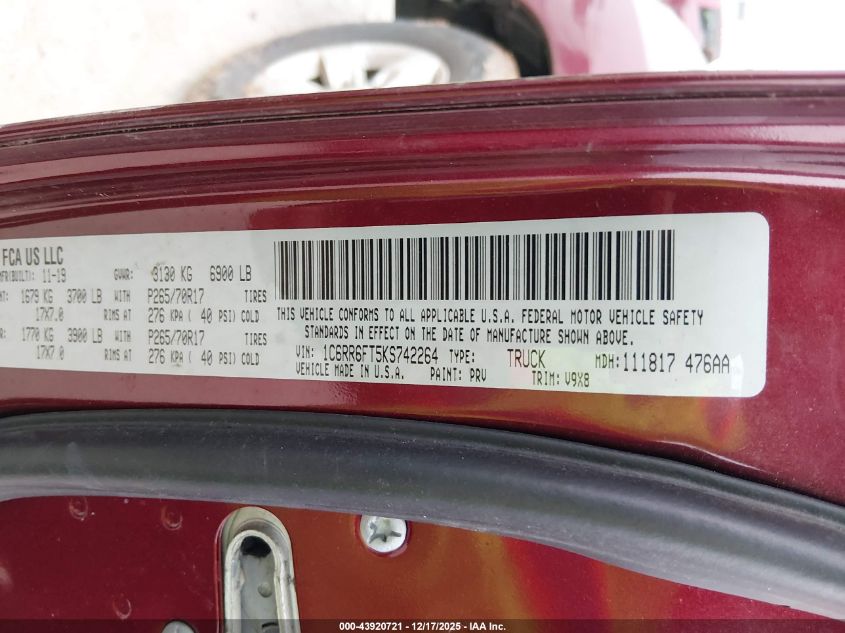 FCA US LLC
MFR(BUILT): 11-19 GVWR: 3130 KG 6900 LB
1679 KG 3700 LB WITH P265/70R17 TIRES
17X7.0 RIMS AT 276 KPA ( 40 PSI) COLD
1770 KG 3900 LB WITH P265/70R17 TIRES
17X7.0 RIMS AT 276 KPA ( 40 PSI) COLD
THIS VEHICLE CONFORMS TO ALL APPLICABLE U.S.A. FEDERAL MOTOR VEHICLE SAFETY
STANDARDS IN EFFECT ON THE DATE OF MANUFACTURE SHOWN ABOVE.
VIN: 1C6RR6FT5KS742264 TYPE: TRUCK MDH: 111817 476AA
VEHICLE MADE IN U.S.A. PAINT: PRV TRIM: V9X8
000-43920721 - 12/17/2025 - IAA Inc.